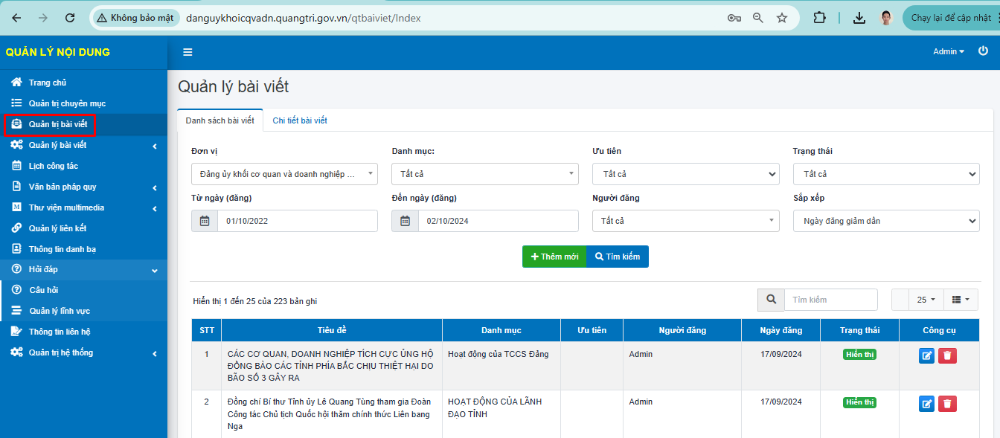 Không bảo mật danguykhoicqvadn.quangtri.gov.vn/qtbaiviet/Index Chạy lại để cập nhật
QUẢN LÝ NỘI DUNG
Admin
Trang chủ
Quản trị chuyên mục
Quản trị bài viết
Quản lý bài viết
Lịch công tác
Văn bản pháp quy
Thư viện multimedia
Quản lý liên kết
Thông tin danh bạ
Hỏi đáp
Câu hỏi
Quản lý lĩnh vực
Thông tin liên hệ
Quản trị hệ thống
Quản lý bài viết
Danh sách bài viết Chi tiết bài viết
Đơn vị Danh mục: Ưu tiên Trạng thái
Đảng ủy khối cơ quan và doanh nghiệp ... Tất cả Tất cả Tất cả
Từ ngày (đăng) Đến ngày (đăng) Người đăng Sắp xếp
01/10/2022 02/10/2024 Tất cả Ngày đăng giảm dần
Thêm mới Tìm kiếm
Hiển thị 1 đến 25 của 223 bản ghi Tìm kiếm 25
STT Tiêu đề Danh mục Ưu tiên Người đăng Ngày đăng Trạng thái Công cụ
1 CÁC CƠ QUAN, DOANH NGHIỆP TÍCH CỰC ỦNG HỘ Hoạt động của TCCS Đảng Admin 17/09/2024 Hiển thị
ĐỒNG BÀO CÁC TỈNH PHÍA BẮC CHỊU THIỆT HẠI DO
BÃO SỐ 3 GÂY RA
2 Đồng chí Bí thư Tỉnh ủy Lê Quang Tùng tham gia Đoàn HOẠT ĐỘNG CỦA LÃNH Admin 17/09/2024 Hiển thị
Công tác Chủ tịch Quốc hội thăm chính thức Liên bang ĐẠO TỈNH
Nga